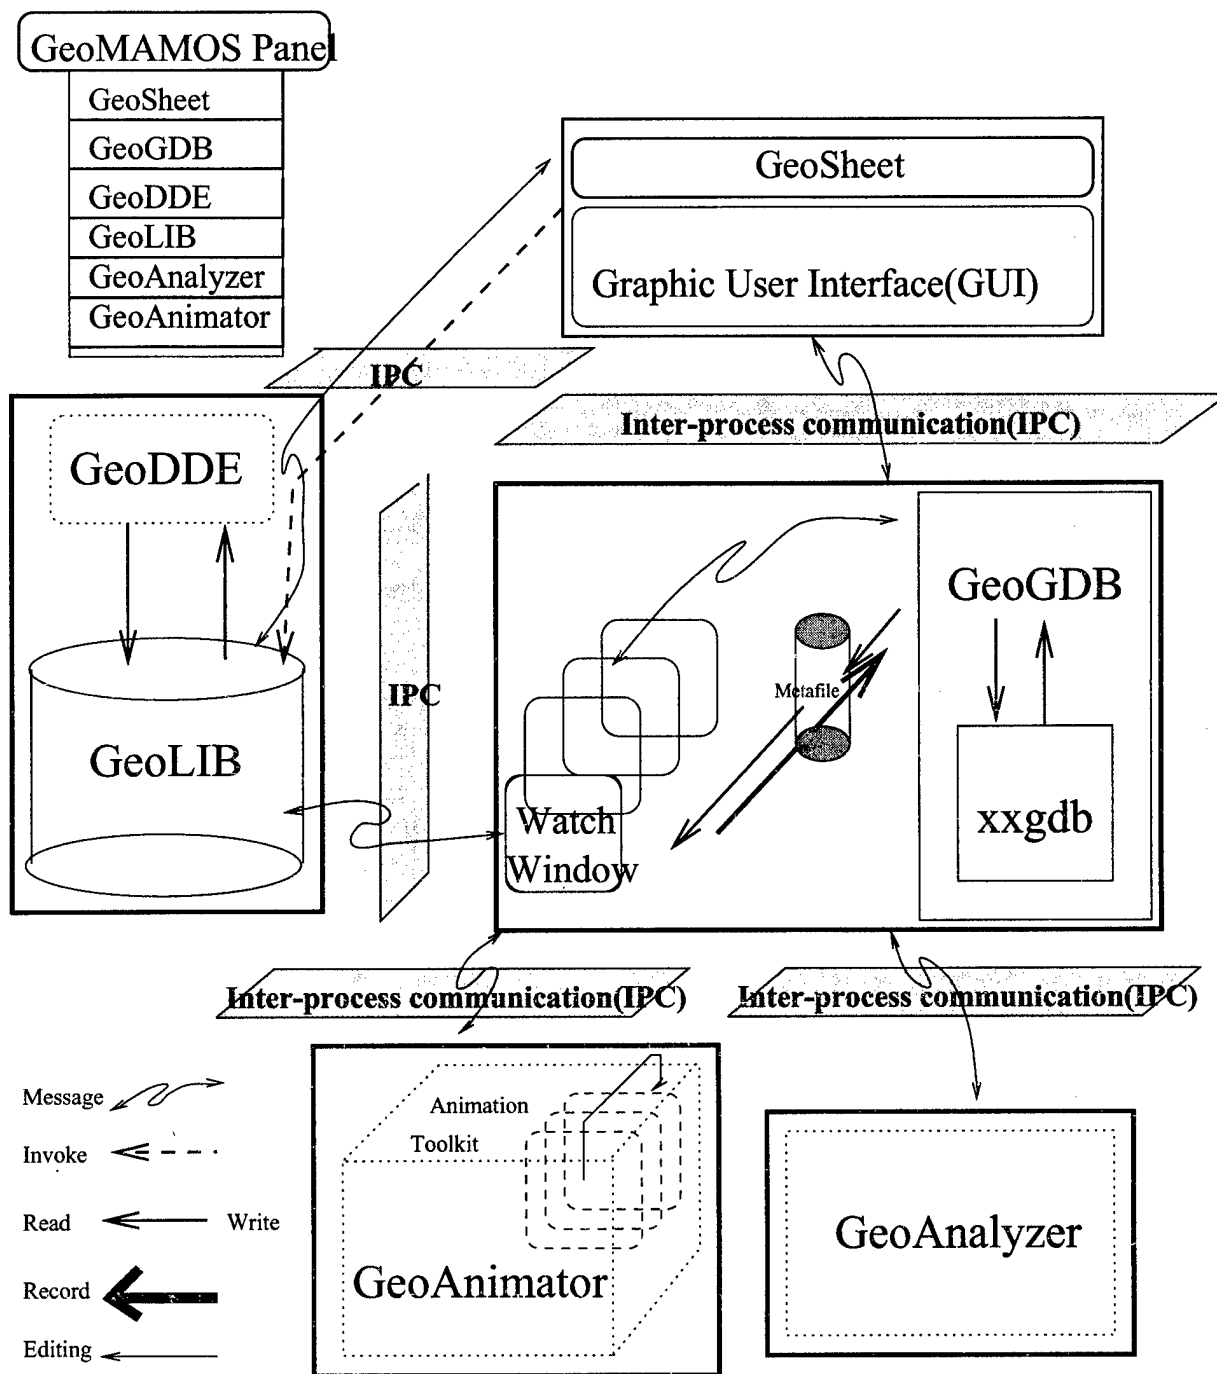 GeoMAMOS Panel
GeoSheet
GeoGDB
GeoDDE
GeoLIB
GeoAnalyzer
GeoAnimator
GeoSheet
Graphic User Interface(GUI)
IPC
Inter-process communication(IPC)
GeoDDE
GeoLIB
IPC
GeoGDB
Metafile
xxgdb
Watch
Window
Inter-process communication(IPC)
Inter-process communication(IPC)
Message
Invoke
Read
Write
Record
Editing
Animation
Toolkit
GeoAnimator
GeoAnalyzer